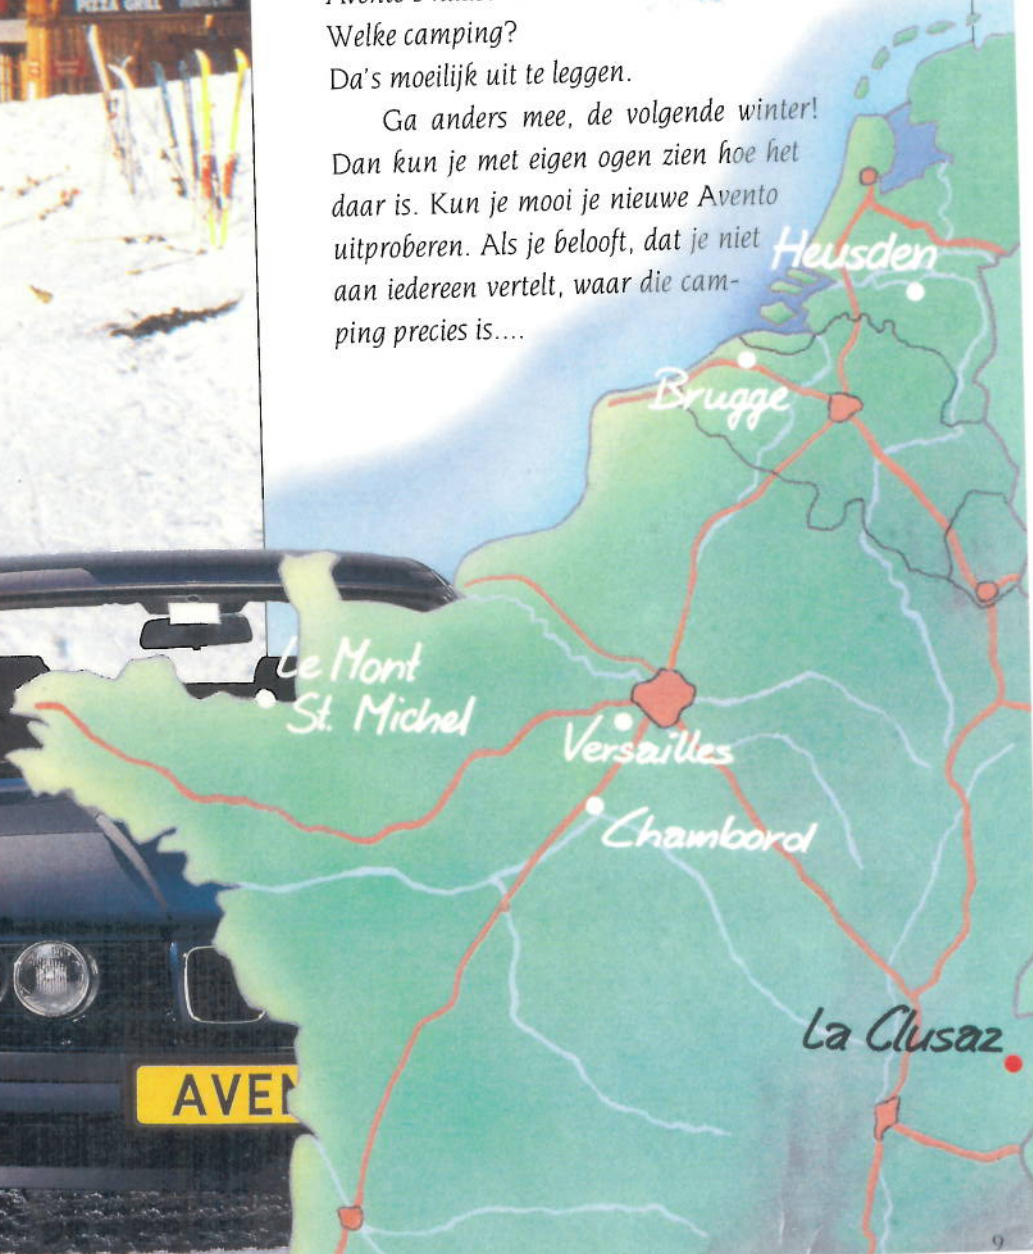 PIZZA GRILL
Welke camping?
Da's moeilijk uit te leggen.
Ga anders mee, de volgende winter!
Dan kun je met eigen ogen zien hoe het
daar is. Kun je mooi je nieuwe Avento
uitproberen. Als je belooft, dat je niet
aan iedereen vertelt, waar die cam-
ping precies is....
Heusden
Brugge
Le Mont
St. Michel
Versailles
Chambord
La Clusaz
AVEN
9